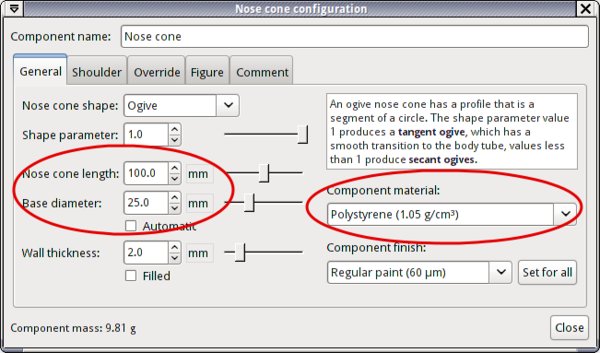 Nose cone configuration
Component name: Nose cone
General Shoulder Override Figure Comment
Nose cone shape: Ogive
Shape parameter: 1.0
Nose cone length: 100.0 mm
Base diameter: 25.0 mm
Automatic
Wall thickness: 2.0 mm
Filled
An ogive nose cone has a profile that is a
segment of a circle. The shape parameter value
1 produces a tangent ogive, which has a
smooth transition to the body tube, values less
than 1 produce secant ogives.
Component material:
Polystyrene (1.05 g/cm³)
Component finish:
Regular paint (60 µm) Set for all
Component mass: 9.81 g
Close